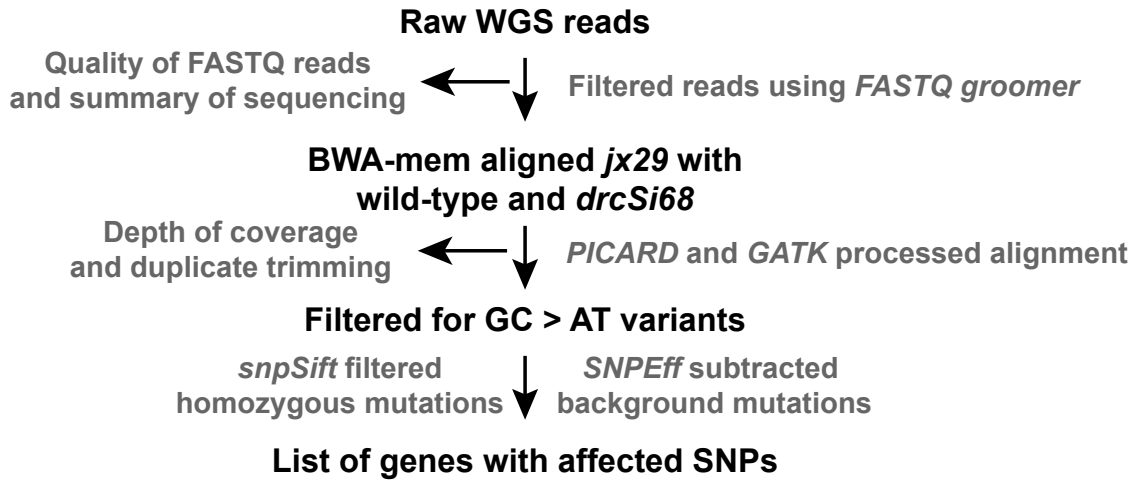 Raw WGS reads
Quality of FASTQ reads
and summary of sequencing
Filtered reads using FASTQ groomer
BWA-mem aligned jx29 with
wild-type and drcSi68
Depth of coverage
and duplicate trimming
PICARD and GATK processed alignment
Filtered for GC > AT variants
snpSift filtered
homozygous mutations
SNPEff subtracted
background mutations
List of genes with affected SNPs